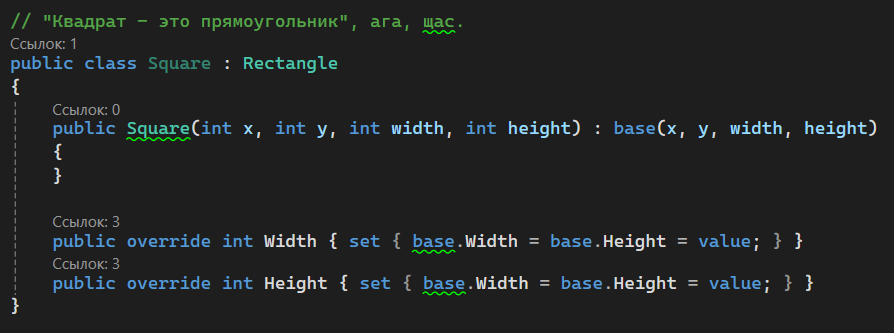 // "Квадрат — это прямоугольник", ага, щас.
Ссылок: 1
public class Square : Rectangle
{
Ссылок: 0
public Square(int x, int y, int width, int height) : base(x, y, width, height)
{
}
Ссылок: 3
public override int Width { set { base.Width = base.Height = value; } }
Ссылок: 3
public override int Height { set { base.Width = base.Height = value; } }
}